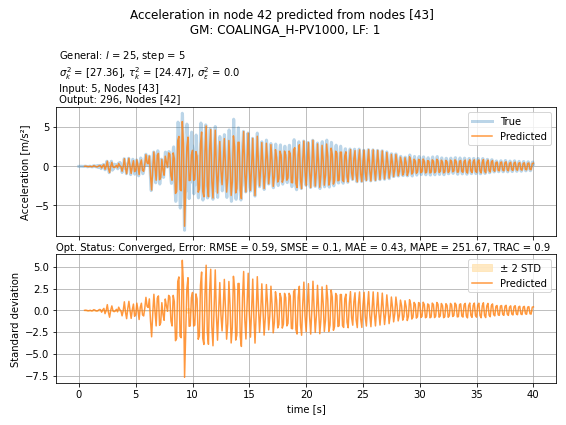 Acceleration in node 42 predicted from nodes [43]
GM: COALINGA_H-PV1000, LF: 1
General: l = 25, step = 5
σ²ₖ = [27.36], τ²ₖ = [24.47], σ²ε = 0.0
Input: 5, Nodes [43]
Output: 296, Nodes [42]
Acceleration [m/s²]
5
0
−5
True
Predicted
Opt. Status: Converged, Error: RMSE = 0.59, SMSE = 0.1, MAE = 0.43, MAPE = 251.67, TRAC = 0.9
Standard deviation
5.0
2.5
0.0
−2.5
−5.0
−7.5
± 2 STD
Predicted
0 5 10 15 20 25 30 35 40
time [s]